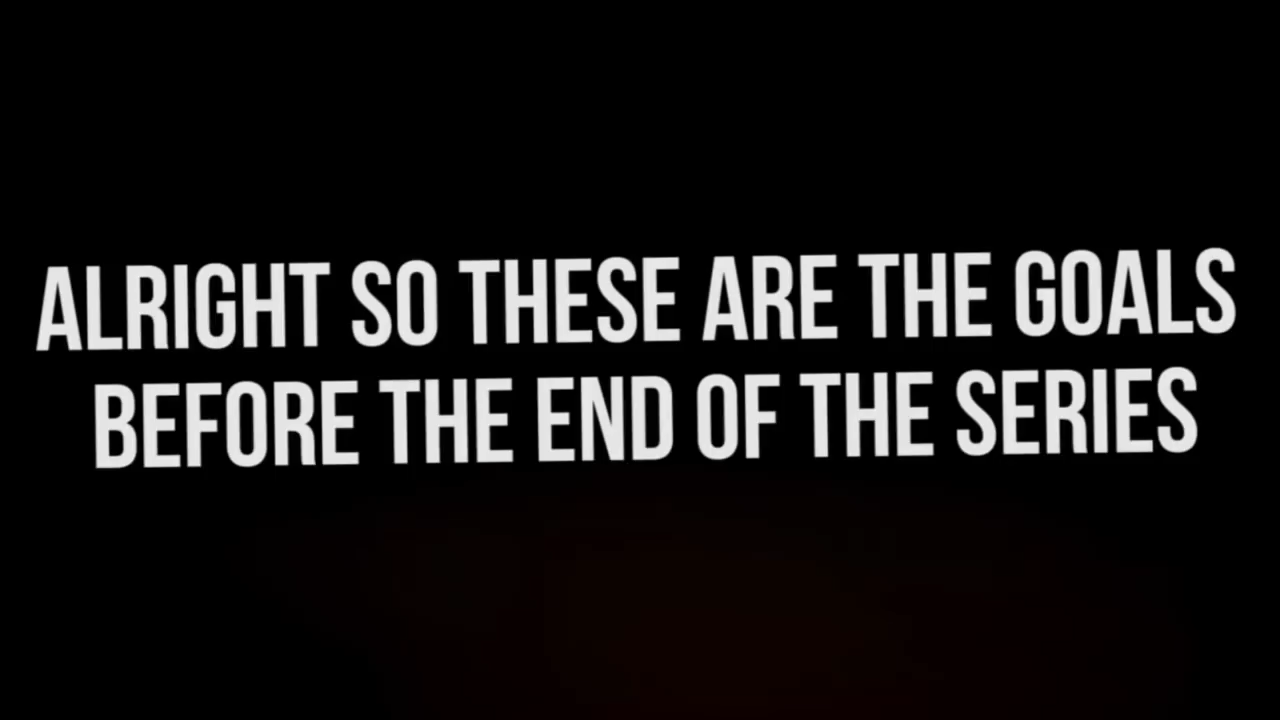 ALRIGHT SO THESE ARE THE GOALS
BEFORE THE END OF THE SERIES